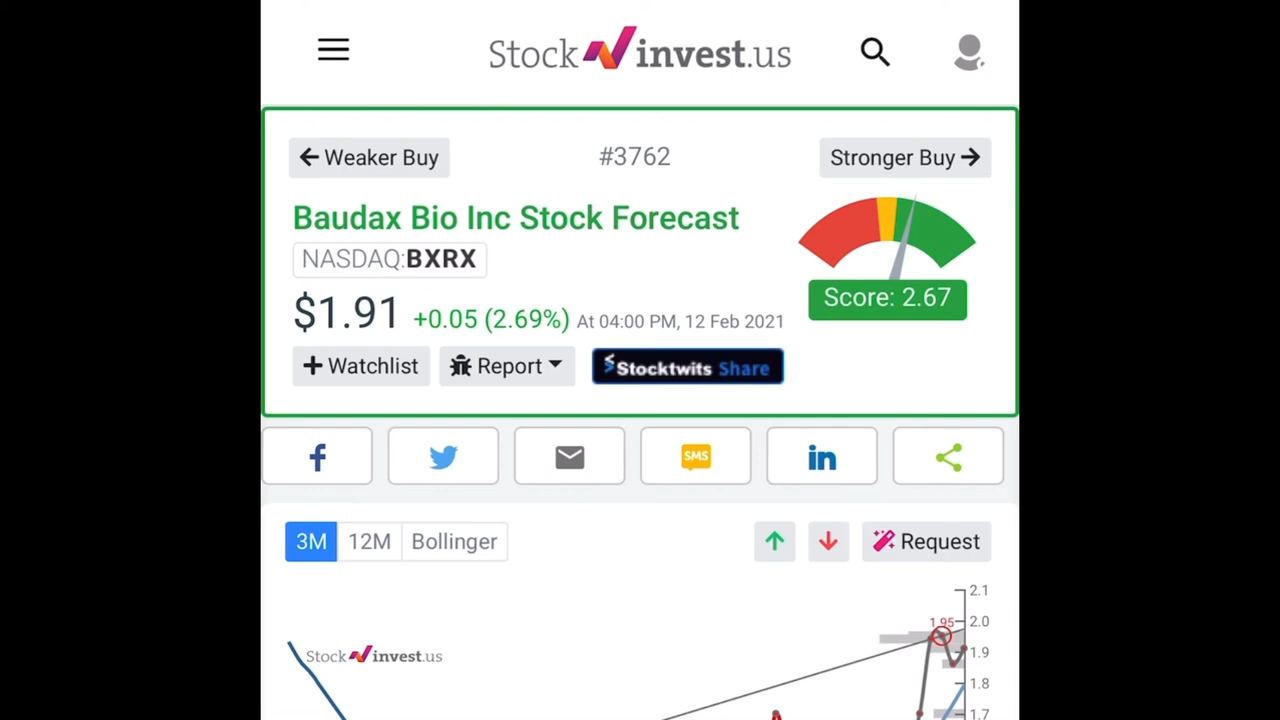 Stock invest.us
Weaker Buy
#3762
Stronger Buy
Baudax Bio Inc Stock Forecast
NASDAQ:BXRX
$1.91 +0.05 (2.69%) At 04:00 PM, 12 Feb 2021
Score: 2.67
+ Watchlist
Report
Stocktwits Share
f
SMS
in
3M
12M
Bollinger
Request
2.1
1.95
2.0
Stock invest.us
1.9
1.8
1.7